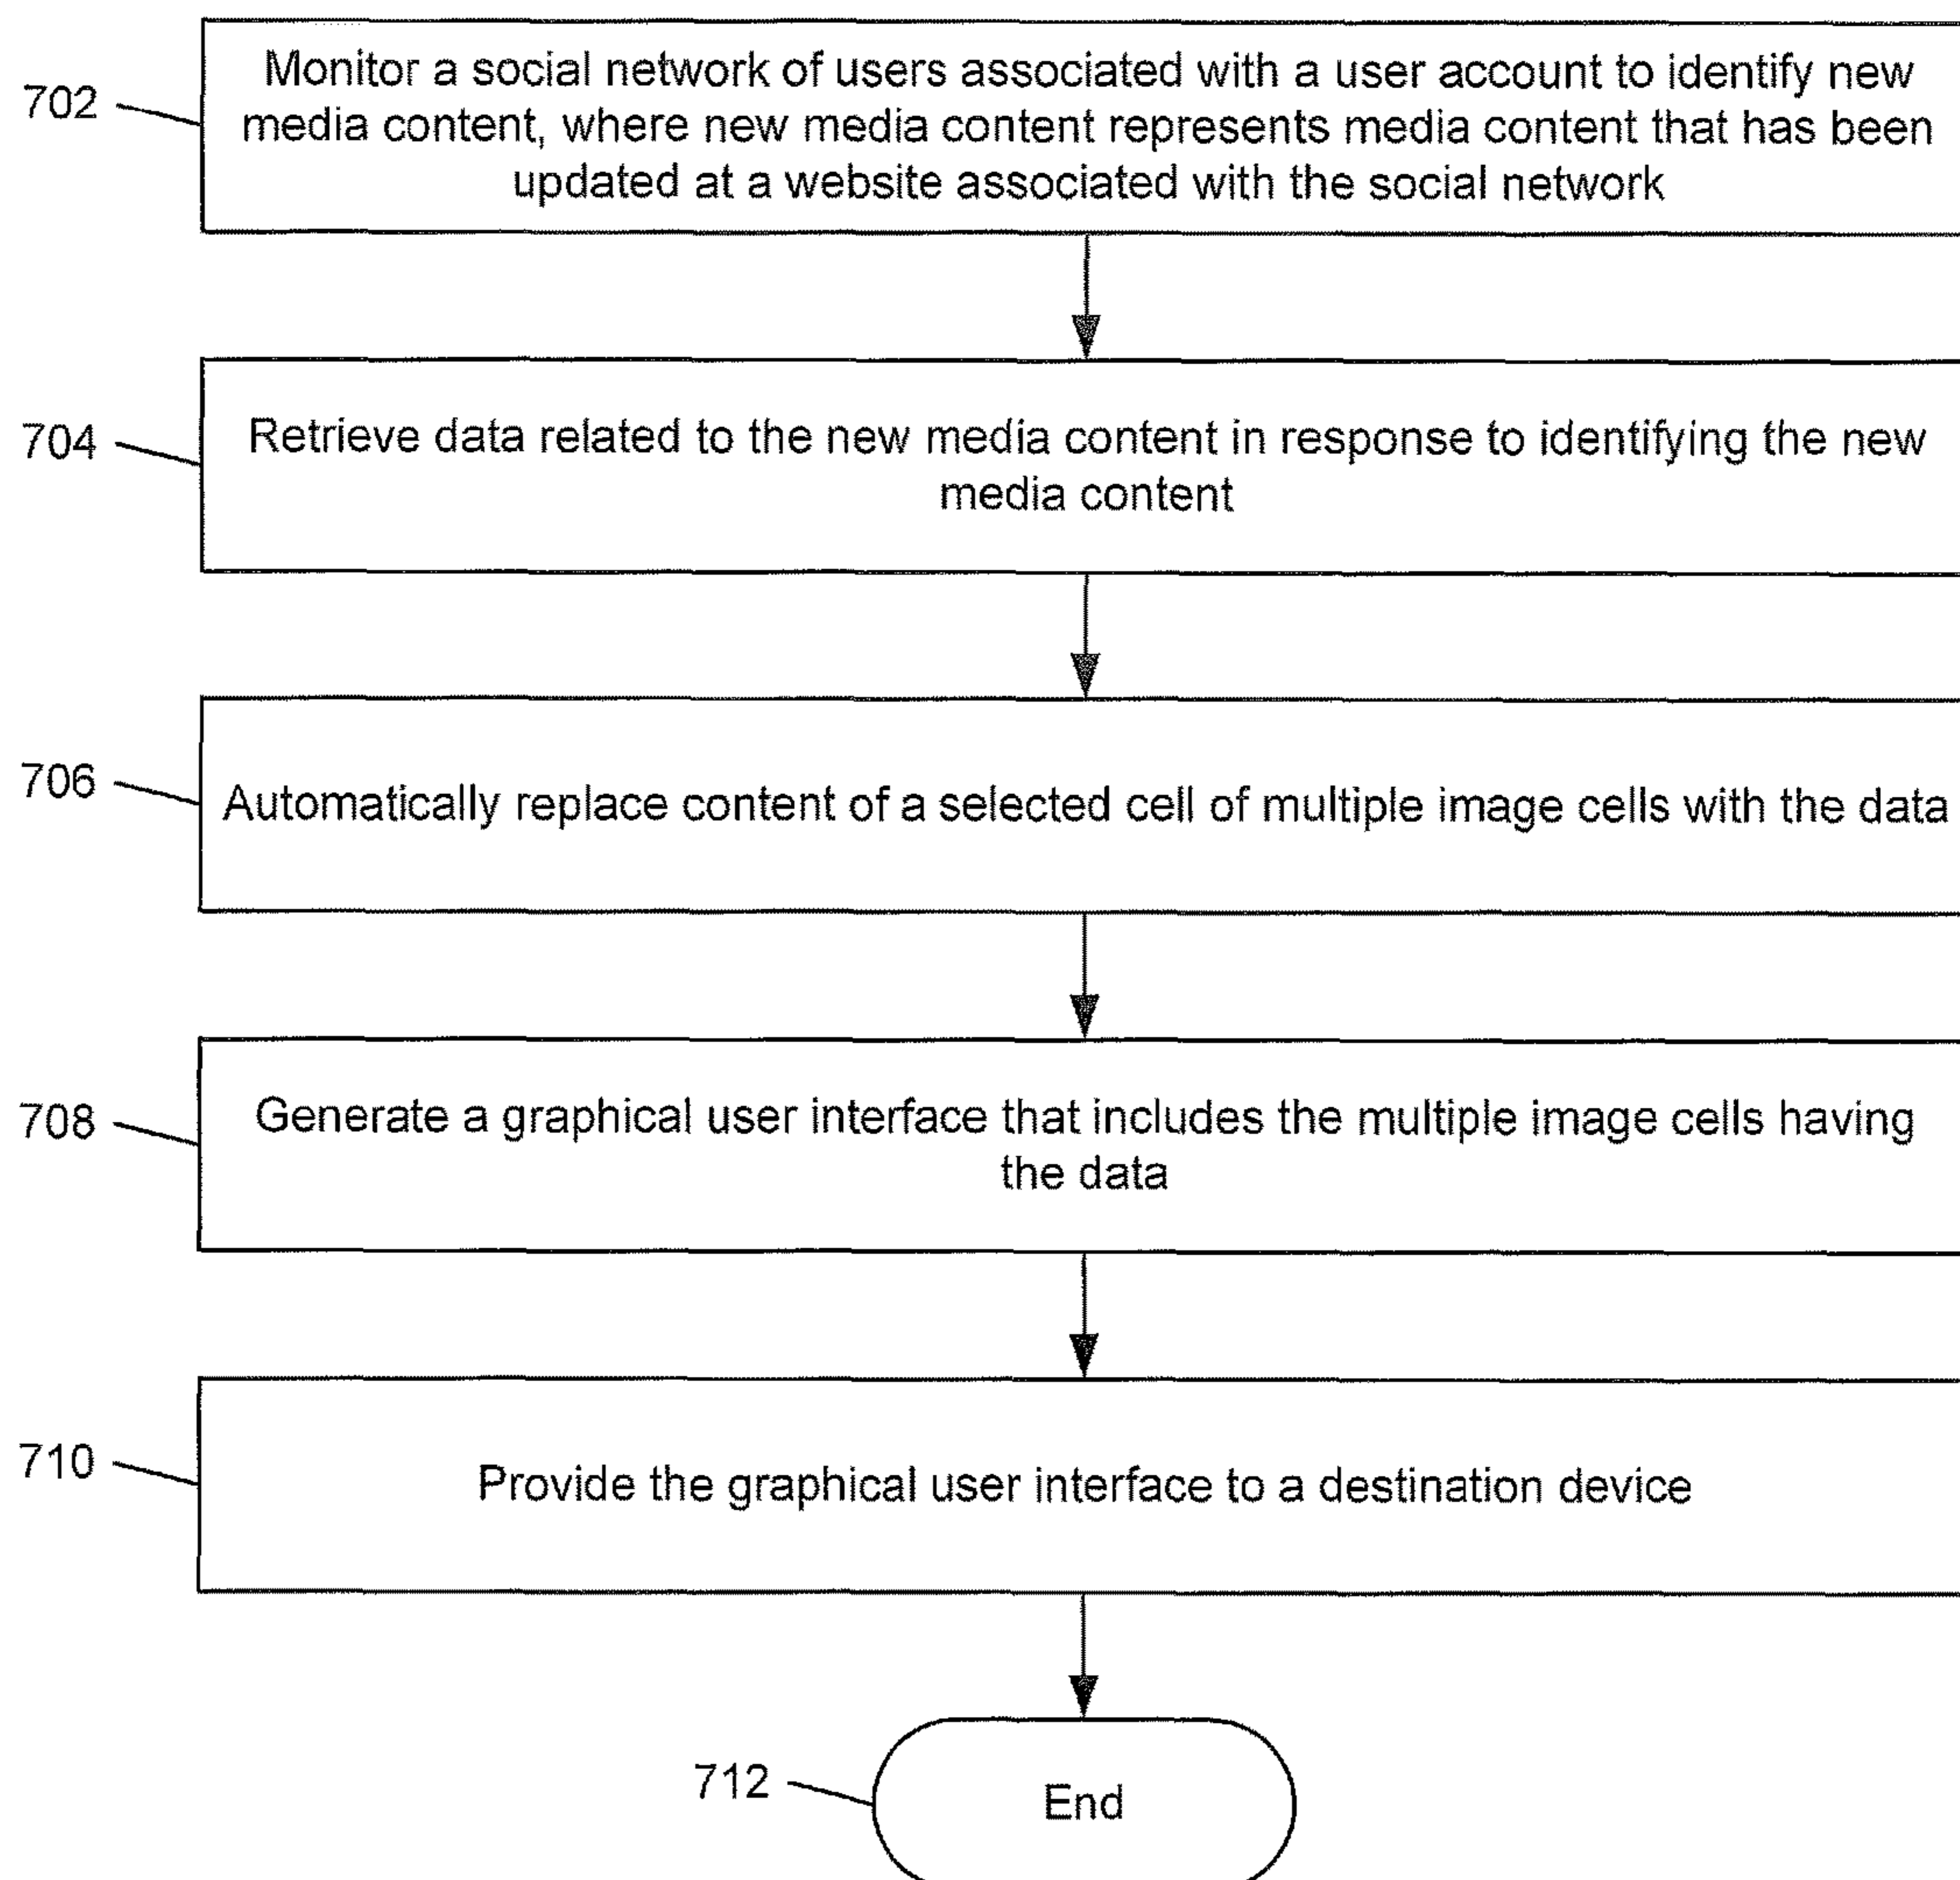 702
Monitor a social network of users associated with a user account to identify new
media content, where new media content represents media content that has been
updated at a website associated with the social network
704
Retrieve data related to the new media content in response to identifying the new
media content
706
Automatically replace content of a selected cell of multiple image cells with the data
708
Generate a graphical user interface that includes the multiple image cells having
the data
710
Provide the graphical user interface to a destination device
712
End